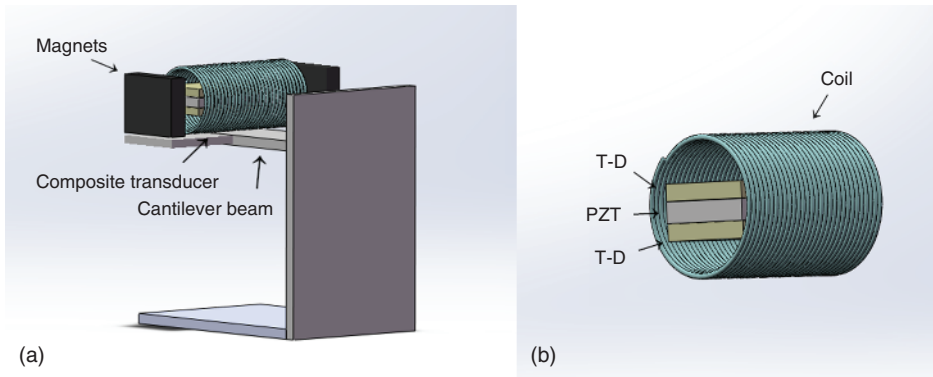 Magnets
Composite transducer
Cantilever beam
(a)
Coil
T-D
PZT
T-D
(b)